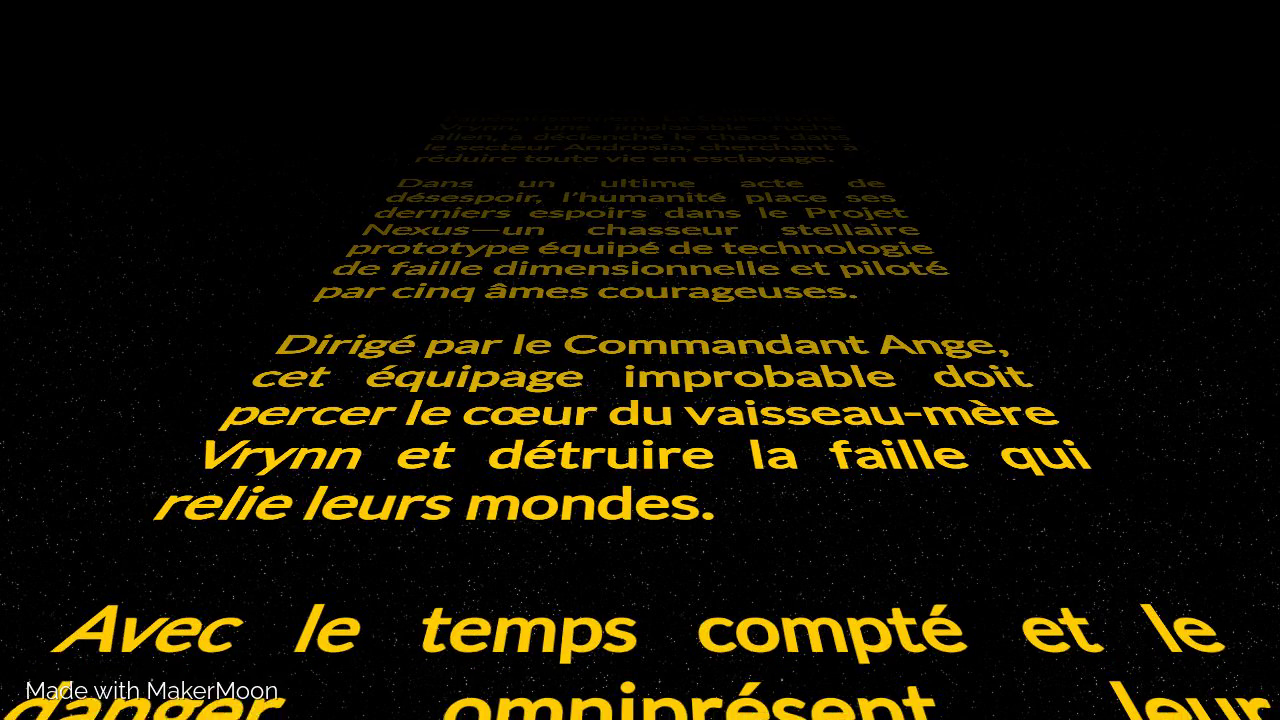 Vrynn, une implacable ruche
alien, a déclenché le chaos dans
le secteur Androsia, cherchant à
réduire toute vie en esclavage.
Dans un ultime acte de
désespoir, l'humanité place ses
derniers espoirs dans le Projet
Nexus—un chasseur stellaire
prototype équipé de technologie
de faille dimensionnelle et piloté
par cinq âmes courageuses.
Dirigé par le Commandant Ange,
cet équipage improbable doit
percer le cœur du vaisseau-mère
Vrynn et détruire la faille qui
relie leurs mondes.
Avec le temps compté et le
danger omniprésent leur
Made with MakerMoon